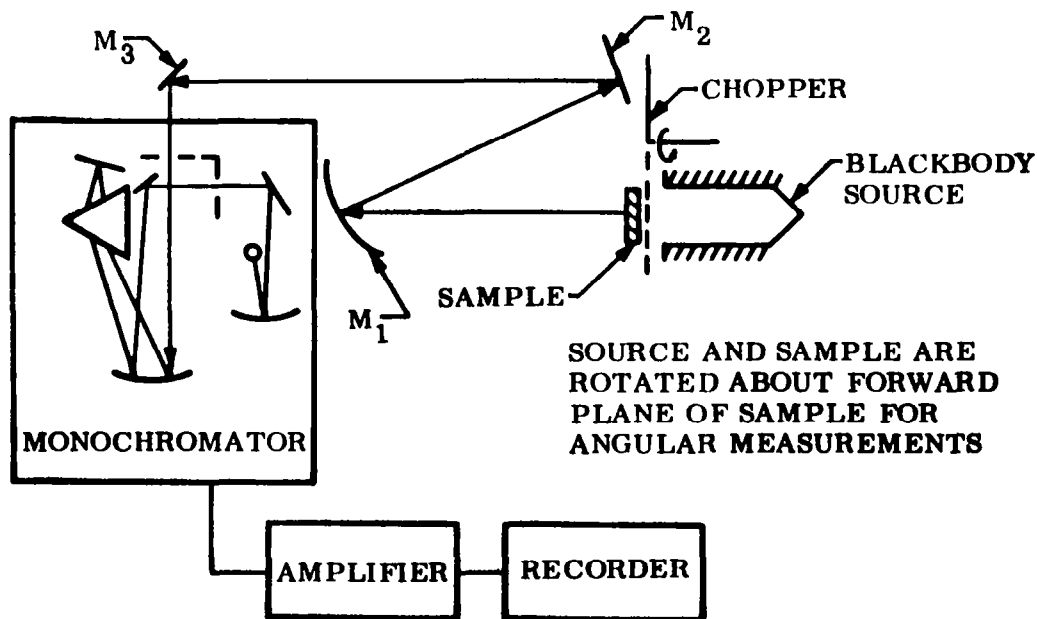 M2
M3
CHOPPER
BLACKBODY
SOURCE
SAMPLE
M1
SOURCE AND SAMPLE ARE
ROTATED ABOUT FORWARD
PLANE OF SAMPLE FOR
ANGULAR MEASUREMENTS
MONOCHROMATOR
AMPLIFIER
RECORDER